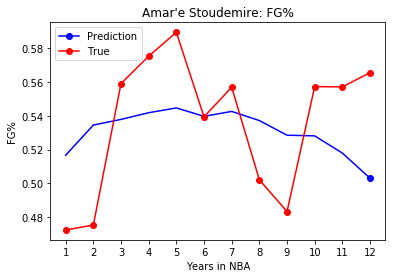 Amar'e Stoudemire: FG%
Prediction
True
FG%
0.58
0.56
0.54
0.52
0.50
0.48
1 2 3 4 5 6 7 8 9 10 11 12
Years in NBA